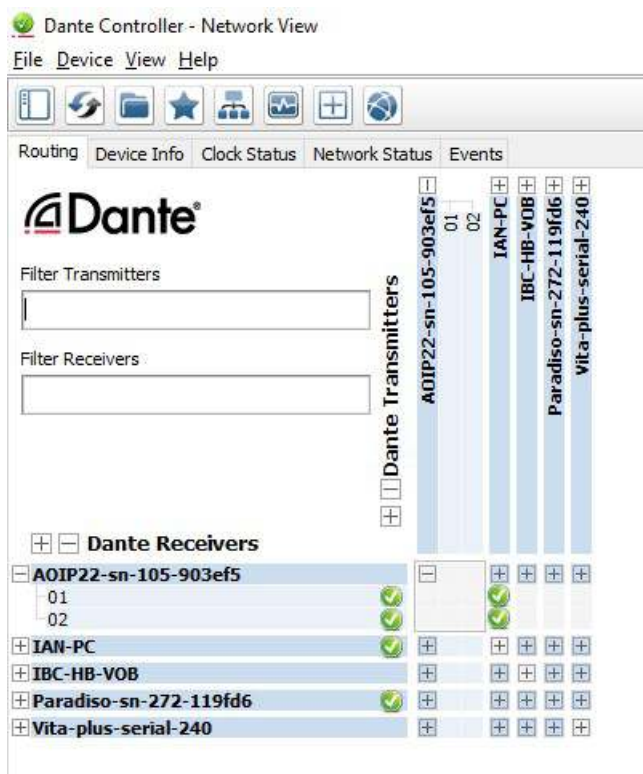 Dante Controller - Network View
File Device View Help
Routing Device Info Clock Status Network Status Events
Dante®
Filter Transmitters
Filter Receivers
Dante Transmitters
AOIP22-sn-105-903ef5
01
02
IAN-PC
IBC-HB-VOB
Paradiso-sn-272-119fd6
Vita-plus-serial-240
Dante Receivers
AOIP22-sn-105-903ef5
01
02
IAN-PC
IBC-HB-VOB
Paradiso-sn-272-119fd6
Vita-plus-serial-240